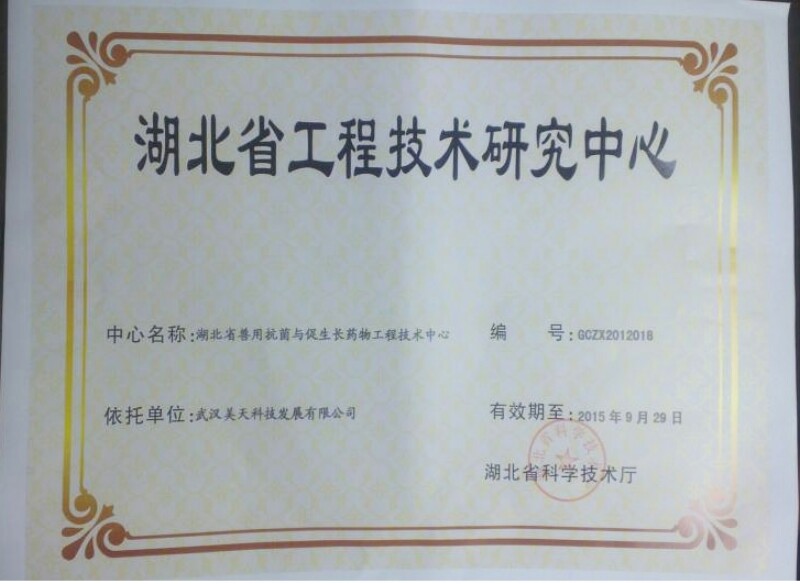 湖北省工程技术研究中心
中心名称:湖北省兽用抗菌与促生长药物工程技术中心
编 号:GCZX2012018
依托单位:武汉美天科技发展有限公司
有效期至:2015年9月29日
湖北省科学技术厅